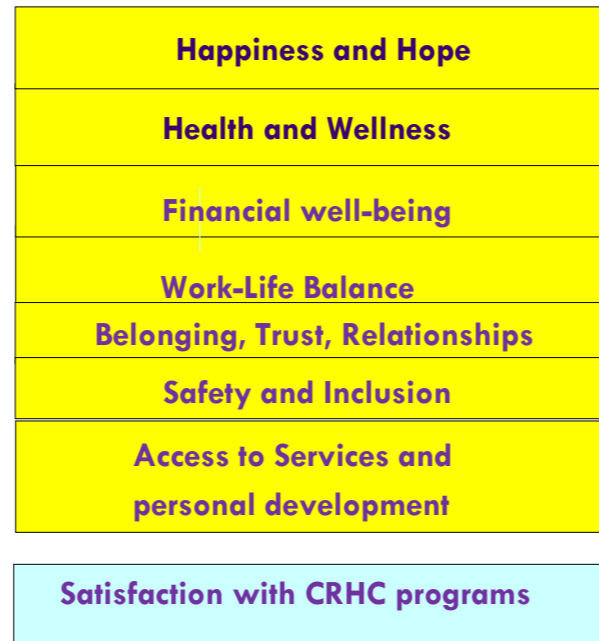 Happiness and Hope
Health and Wellness
Financial well-being
Work-Life Balance
Belonging, Trust, Relationships
Safety and Inclusion
Access to Services and
personal development
Satisfaction with CRHC programs